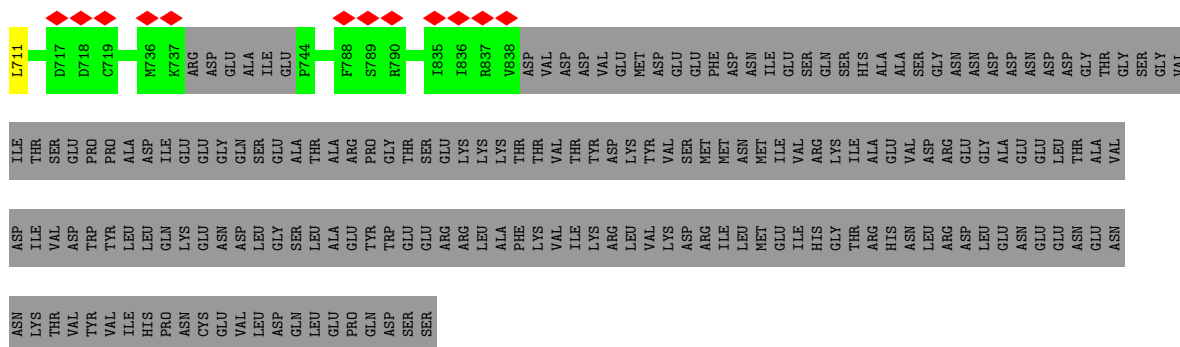 L711 D717 D718 C719 M736 K737 ARG ASP GLU ALA ILE GLU P744 F788 S789 R790 I835 I836 R837 V838 ASP VAL ASP ASP VAL GLU MET ASP GLU GLU PHE ASP ASN ILE GLU SER GLN SER HIS ALA ALA SER GLY ASN ASN ASP ASP ASN ASP ASP GLY THR GLY SER GLY VAL
ILE THR SER GLU PRO PRO ALA ASP ILE GLU GLU GLY GLN SER GLU ALA THR ALA ARG PRO GLY THR SER GLU LYS LYS LYS THR THR VAL THR TYR ASP LYS TYR VAL SER MET MET ASN MET ILE VAL ARG LYS ILE ALA GLU VAL ASP ARG GLU GLY ALA GLU GLU LEU THR ALA VAL
ASP ILE VAL ASP TRP TYR LEU LEU GLN LYS GLU ASN ASP LEU GLY SER LEU ALA GLU TYR TRP GLU GLU ARG ARG LEU ALA PHE LYS VAL ILE LYS ARG LEU VAL LYS ASP ARG ILE LEU MET GLU ILE HIS GLY THR ARG HIS ASN LEU ARG ASP LEU GLU ASN GLU GLU ASN GLU ASN
ASN LYS THR VAL TYR VAL ILE HIS PRO ASN CYS GLU VAL LEU ASP GLN LEU GLU PRO GLN ASP SER SER